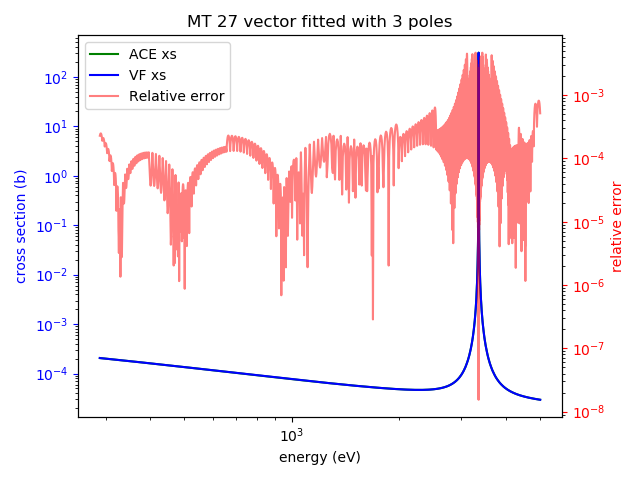 MT 27 vector fitted with 3 poles
ACE xs
VF xs
Relative error
10^2
10^1
10^0
10^-1
10^-2
10^-3
10^-4
cross section (b)
10^-3
10^-4
10^-5
10^-6
10^-7
10^-8
relative error
10^3
energy (eV)